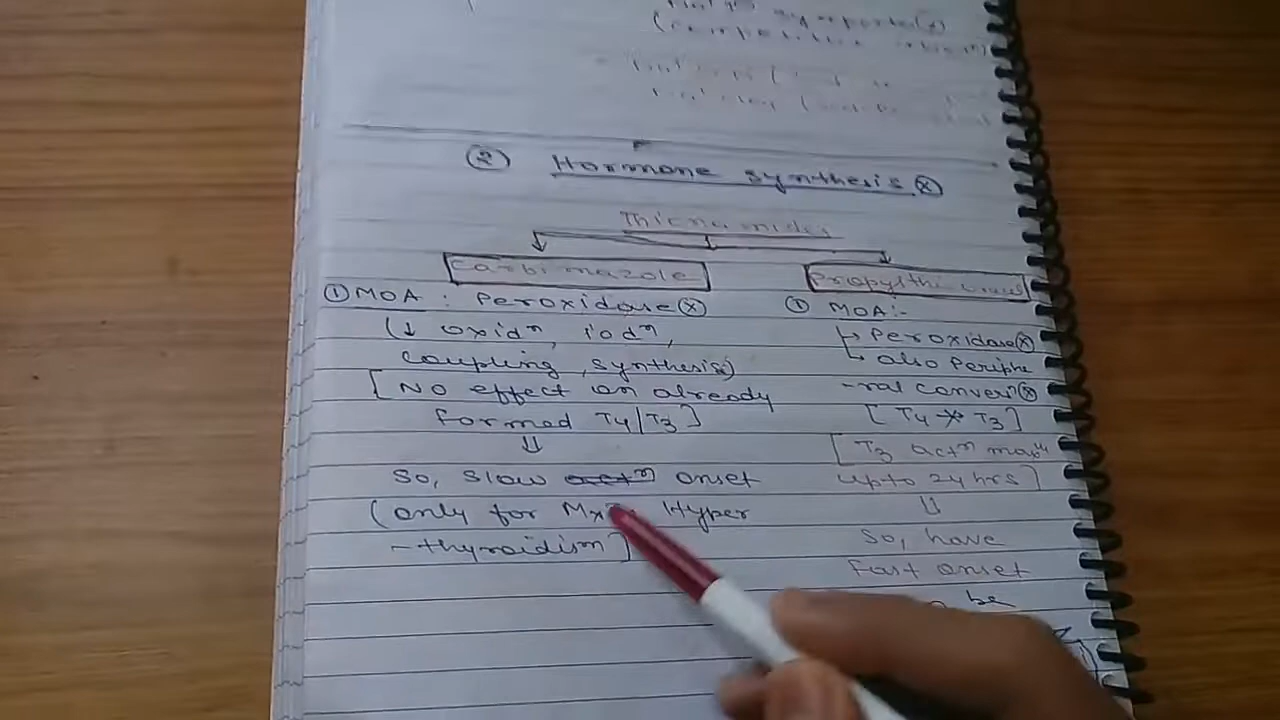 ② Hormone synthesis ⓧ
Thionamides
Carbimazole
Propylthiouracil
① MOA : Peroxidase ⓧ
(↓ oxidⁿ, iodⁿ,
coupling, synthesis)
[No effect on already
formed T4/T3]
⇓
So, slow onset
(only for Mx Hyper
-thyroidism]
① MOA:-
↳ Peroxidase ⓧ
↳ also Periphe
-ral conversⁿ ⓧ
[T4 → T3]
[T3 actⁿ
upto 24 hrs]
⇓
So, have
Fast onset
be